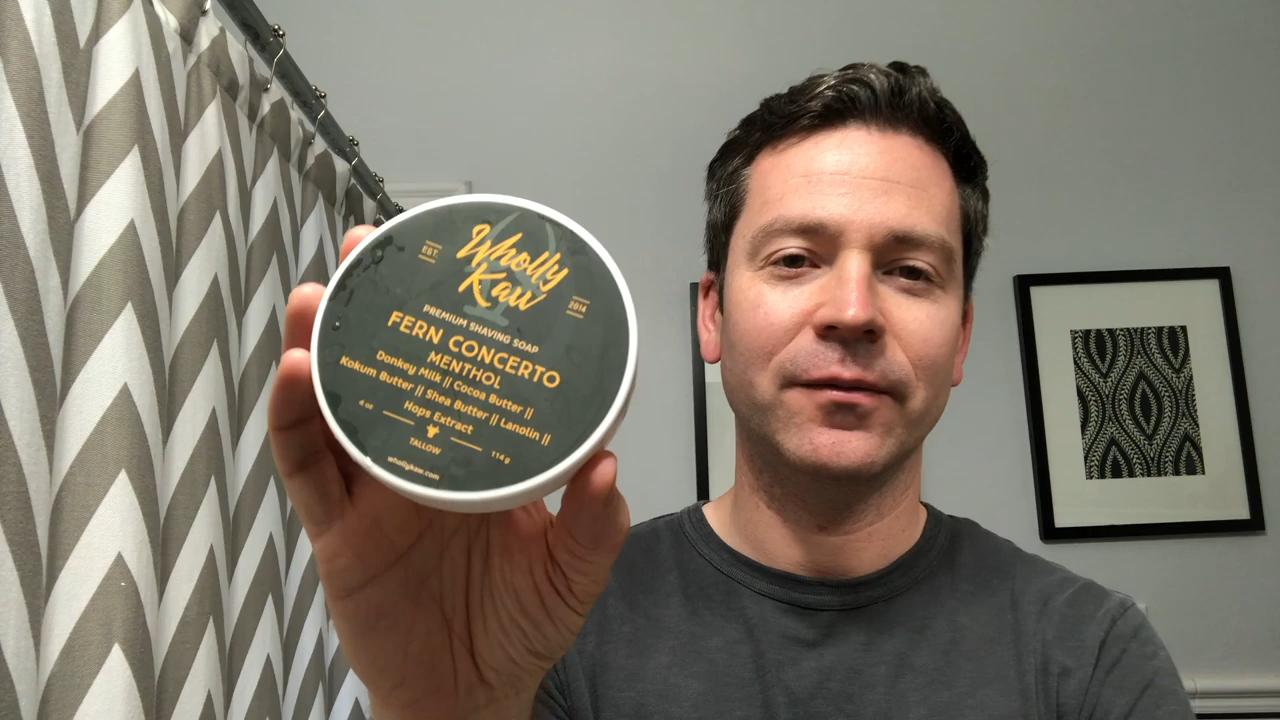 EST.
Wholly
Kaw
2014
PREMIUM SHAVING SOAP
FERN CONCERTO
MENTHOL
Donkey Milk || Cocoa Butter ||
Kokum Butter || Shea Butter || Lanolin ||
Hops Extract
4 oz
114 g
TALLOW
whollykaw.com